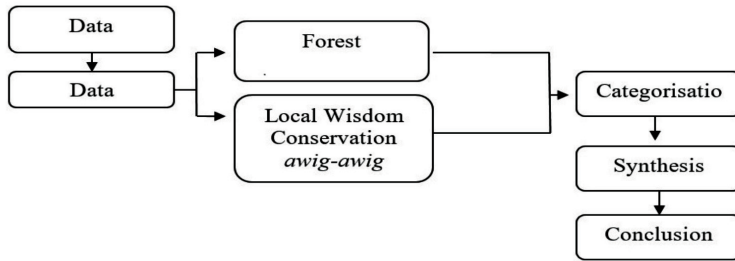 Data
Data
Forest
.
Local Wisdom
Conservation
awig-awig
Categorisatio
Synthesis
Conclusion